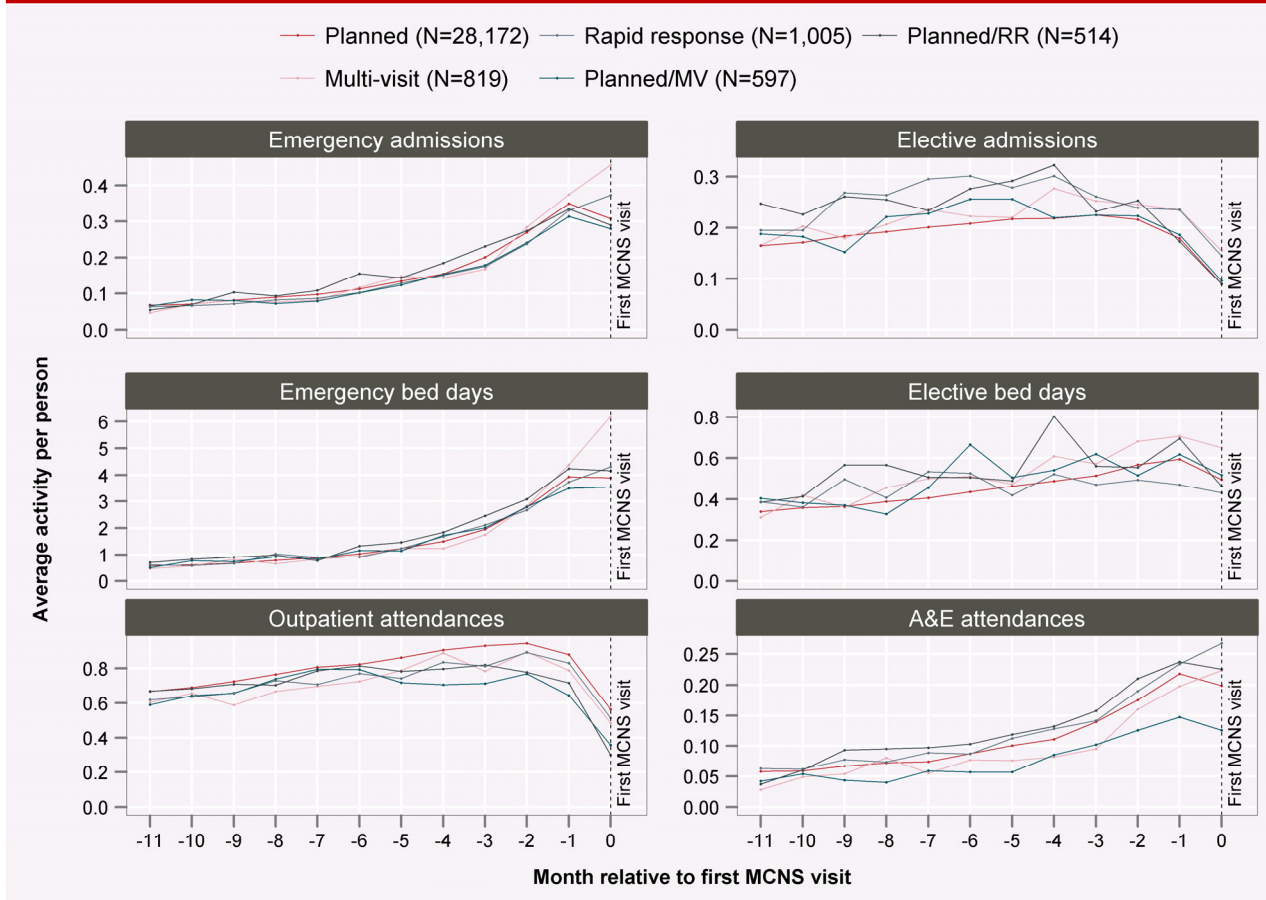 Planned (N=28,172) Rapid response (N=1,005) Planned/RR (N=514)
Multi-visit (N=819) Planned/MV (N=597)
Average activity per person
Emergency admissions
0.4
0.3
0.2
0.1
0.0
First MCNS visit
Elective admissions
0.3
0.2
0.1
0.0
First MCNS visit
Emergency bed days
6
5
4
3
2
1
0
First MCNS visit
Elective bed days
0.8
0.6
0.4
0.2
0.0
First MCNS visit
Outpatient attendances
0.8
0.6
0.4
0.2
0.0
First MCNS visit
-11 -10 -9 -8 -7 -6 -5 -4 -3 -2 -1 0
A&E attendances
0.25
0.20
0.15
0.10
0.05
0.00
First MCNS visit
-11 -10 -9 -8 -7 -6 -5 -4 -3 -2 -1 0
Month relative to first MCNS visit